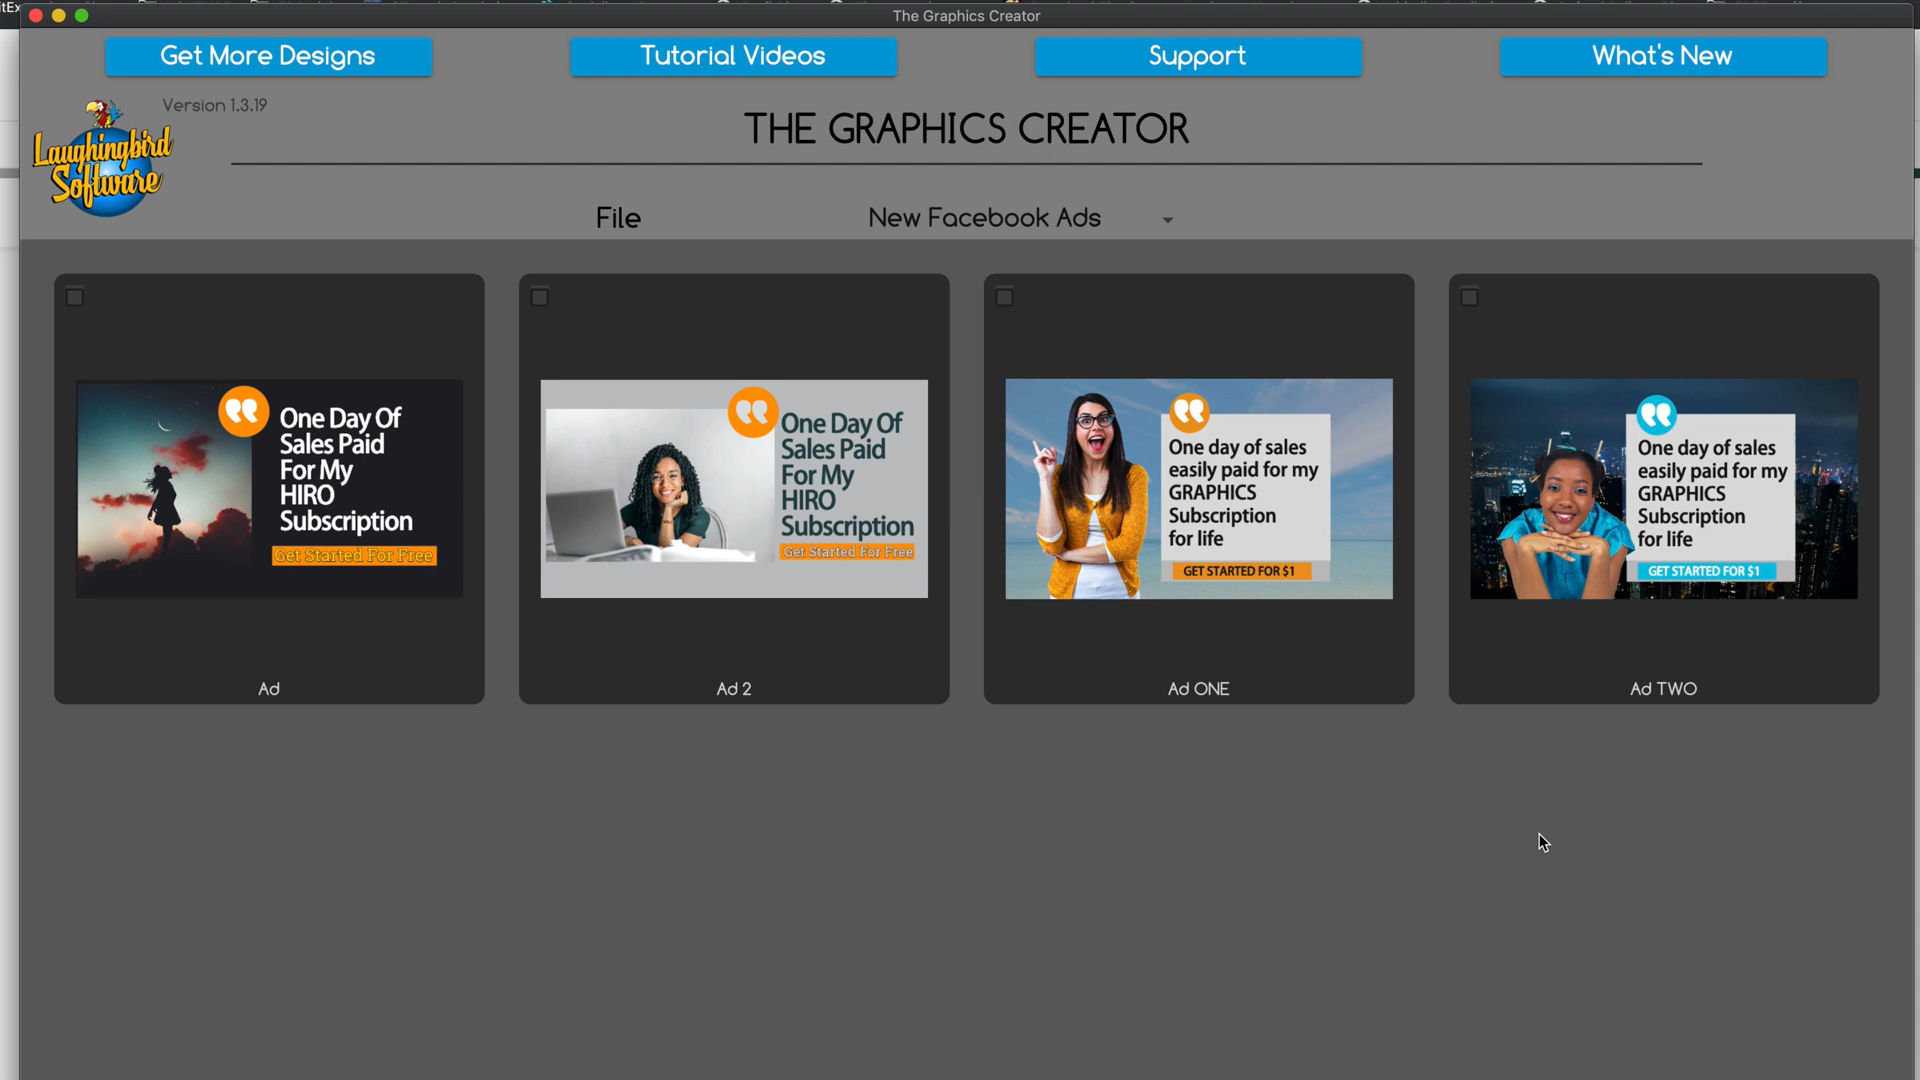 The Graphics Creator
Get More Designs
Tutorial Videos
Support
What's New
Version 1.3.19
Laughingbird
Software
THE GRAPHICS CREATOR
File
New Facebook Ads
One Day Of
Sales Paid
For My
HIRO
Subscription
Get Started For Free
Ad
One Day Of
Sales Paid
For My
HIRO
Subscription
Get Started For Free
Ad 2
One day of sales
easily paid for my
GRAPHICS
Subscription
for life
GET STARTED FOR $1
Ad ONE
One day of sales
easily paid for my
GRAPHICS
Subscription
for life
GET STARTED FOR $1
Ad TWO